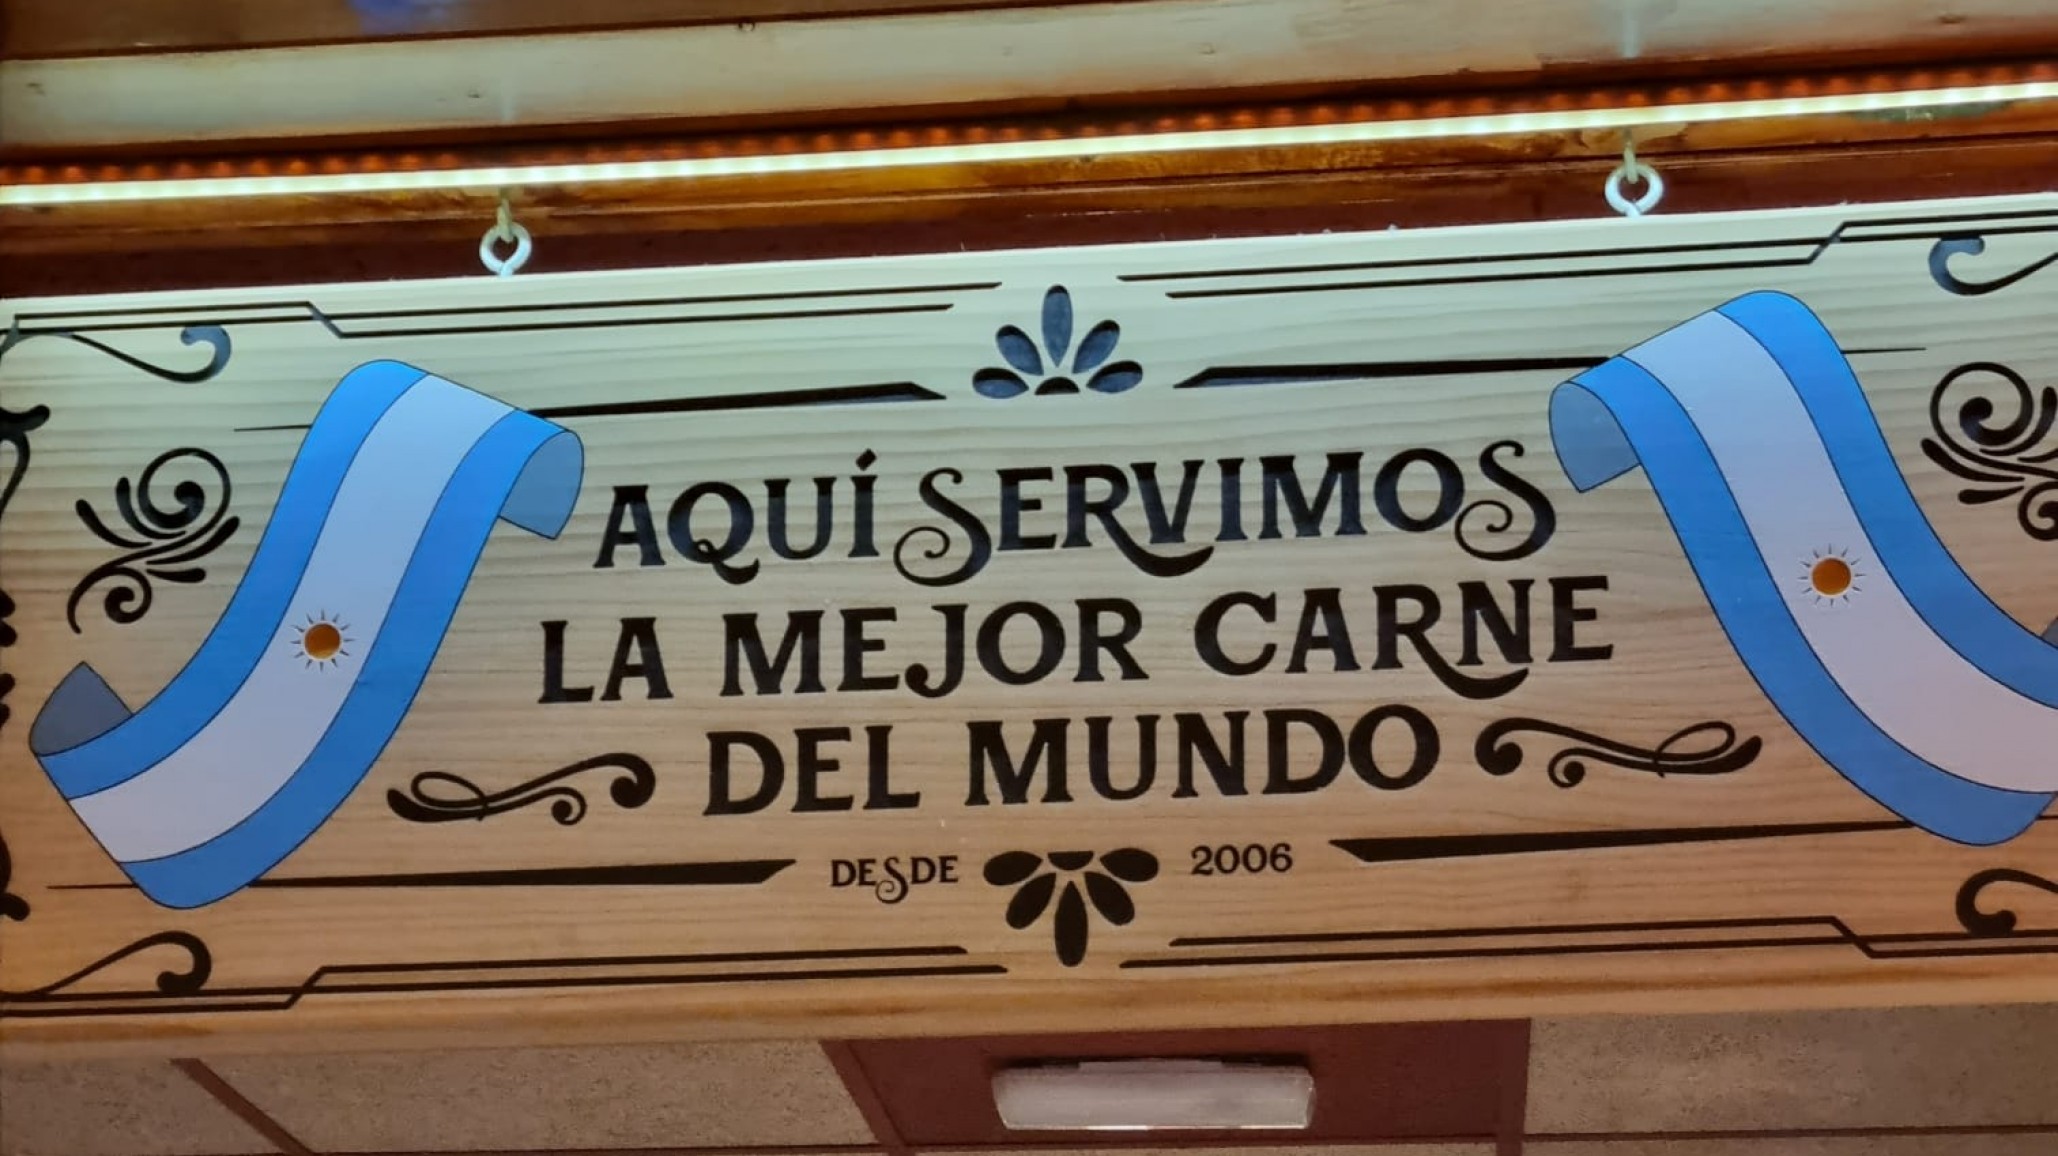 AQUÍ SERVIMOS
LA MEJOR CARNE
DEL MUNDO
DESDE 2006